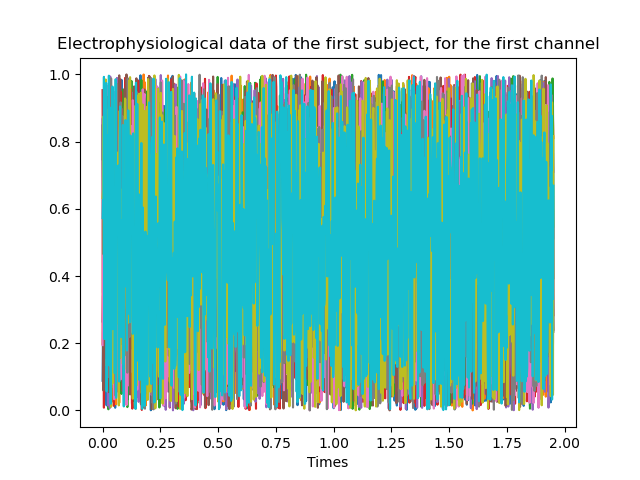 Electrophysiological data of the first subject, for the first channel
1.0
0.8
0.6
0.4
0.2
0.0
0.00 0.25 0.50 0.75 1.00 1.25 1.50 1.75 2.00
Times